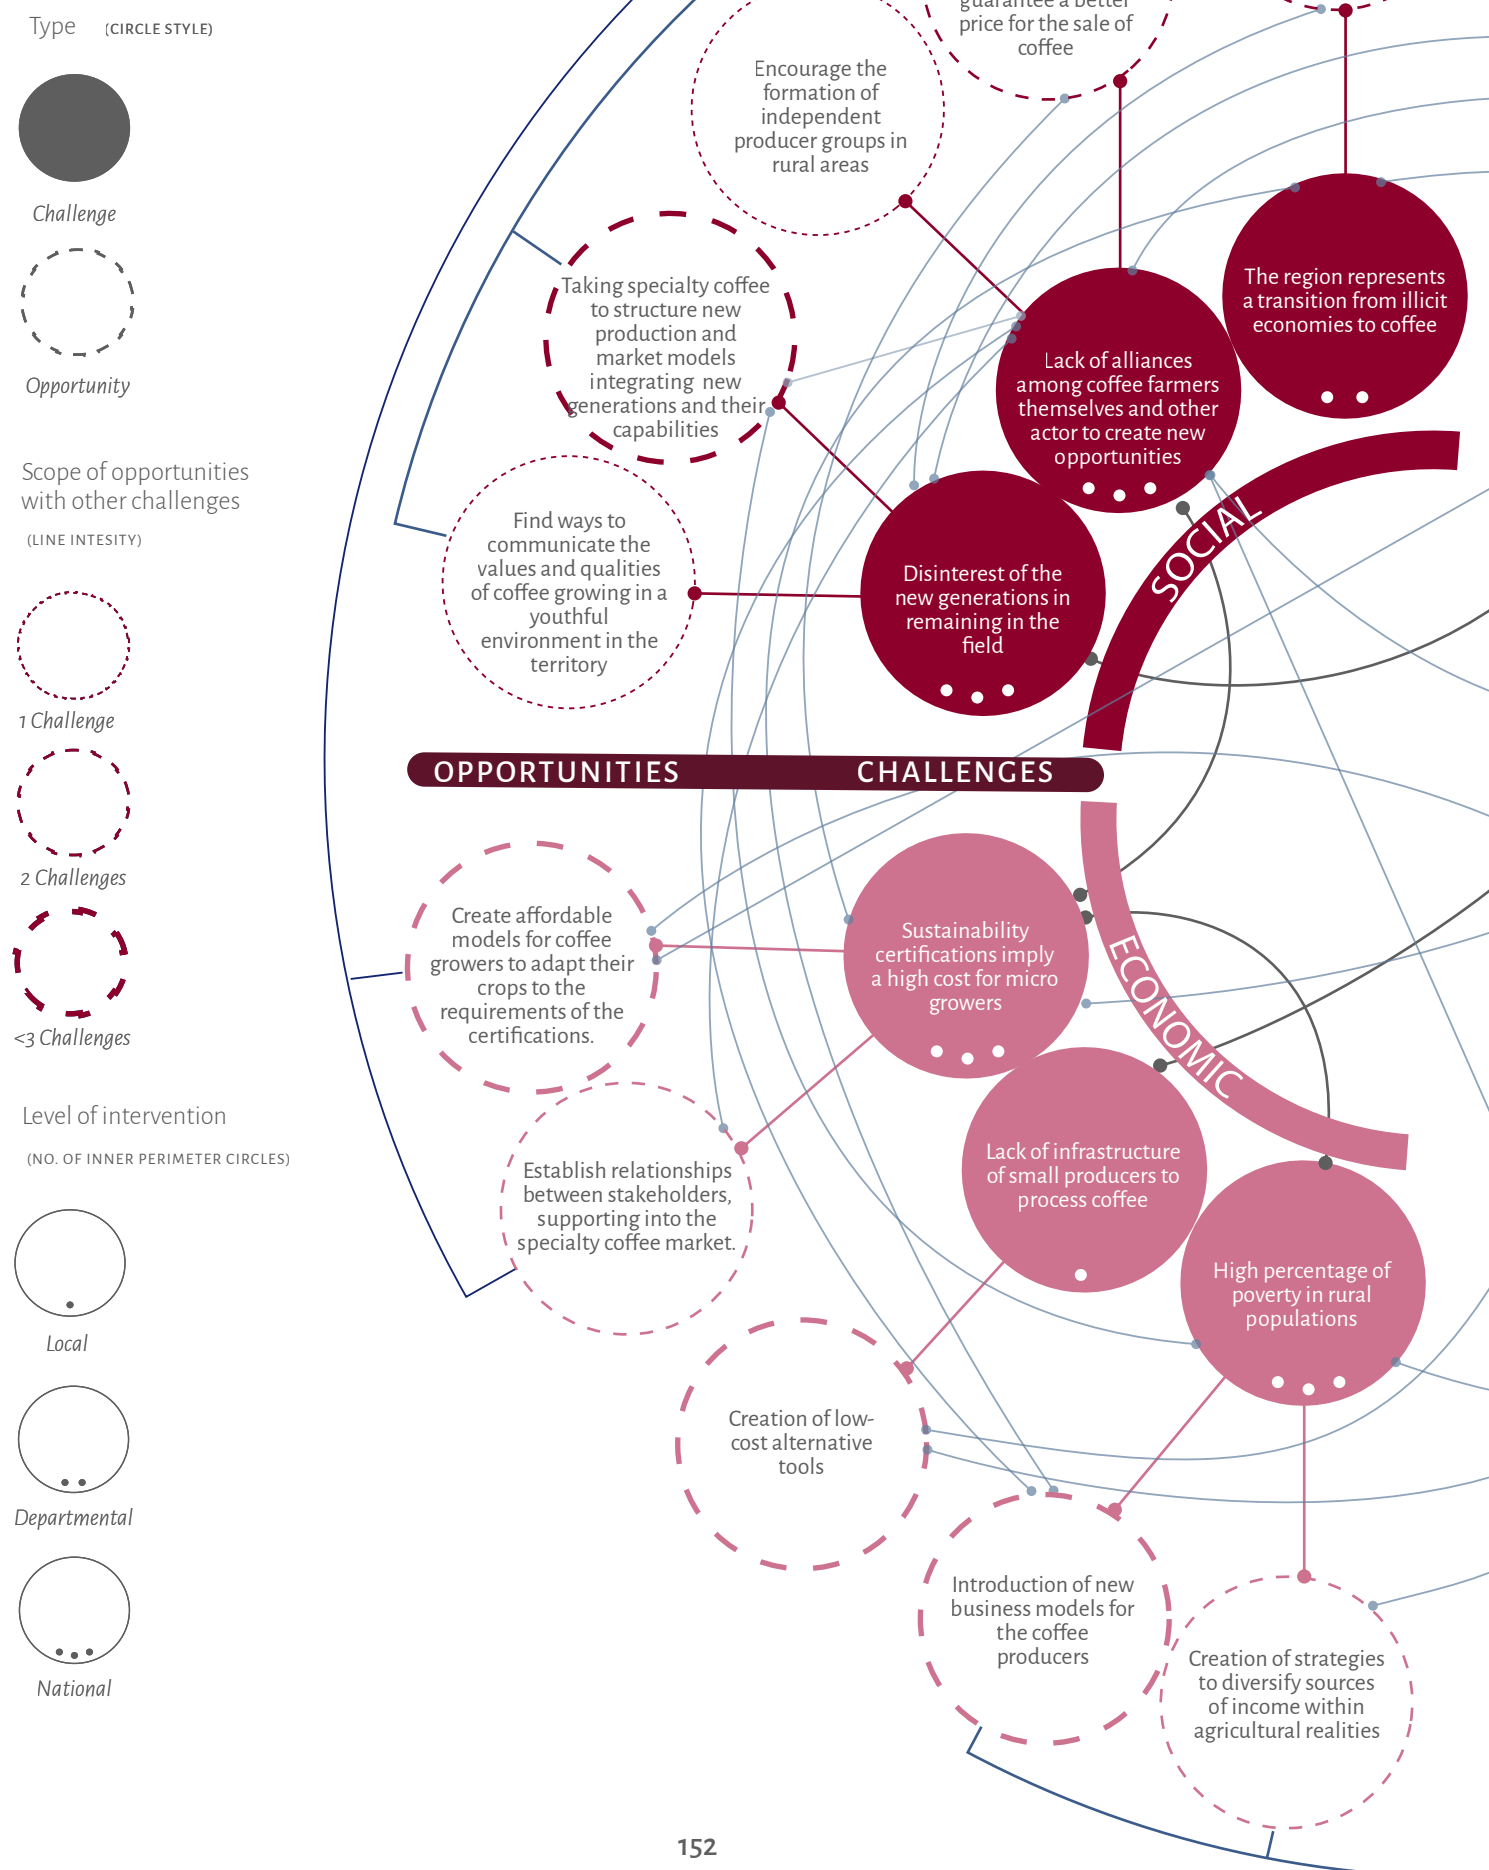 Type (CIRCLE STYLE)
Challenge
Opportunity
Scope of opportunities
with other challenges
(LINE INTESITY)
1 Challenge
2 Challenges
<3 Challenges
Level of intervention
(NO. OF INNER PERIMETER CIRCLES)
Local
Departmental
National
guarantee a better
price for the sale of
coffee
Encourage the
formation of
independent
producer groups in
rural areas
Taking specialty coffee
to structure new
production and
market models
integrating new
generations and their
capabilities
Find ways to
communicate the
values and qualities
of coffee growing in a
youthful
environment in the
territory
The region represents
a transition from illicit
economies to coffee
Lack of alliances
among coffee farmers
themselves and other
actor to create new
opportunities
Disinterest of the
new generations in
remaining in the
field
SOCIAL
OPPORTUNITIES CHALLENGES
ECONOMIC
Create affordable
models for coffee
growers to adapt their
crops to the
requirements of the
certifications.
Sustainability
certifications imply
a high cost for micro
growers
Establish relationships
between stakeholders,
supporting into the
specialty coffee market.
Lack of infrastructure
of small producers to
process coffee
High percentage of
poverty in rural
populations
Creation of low-
cost alternative
tools
Introduction of new
business models for
the coffee
producers
Creation of strategies
to diversify sources
of income within
agricultural realities
152